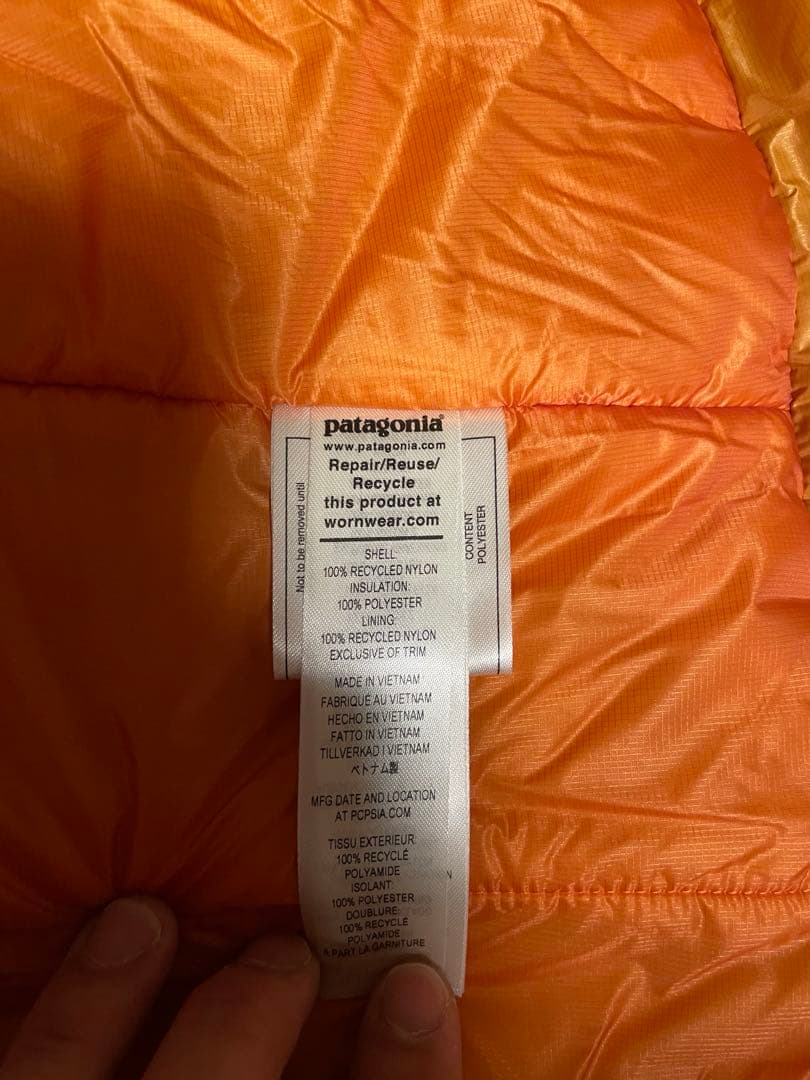 patagonia®
www.patagonia.com
Repair/Reuse/
Recycle
this product at
wornwear.com
SHELL:
100% RECYCLED NYLON
INSULATION:
100% POLYESTER
LINING:
100% RECYCLED NYLON
EXCLUSIVE OF TRIM
MADE IN VIETNAM
FABRIQUÉ AU VIETNAM
HECHO EN VIETNAM
FATTO IN VIETNAM
TILLVERKAD I VIETNAM
ベトナム製
MFG DATE AND LOCATION
AT PCPSIA.COM
TISSU EXTERIEUR:
100% RECYCLÉ
POLYAMIDE
ISOLANT:
100% POLYESTER
DOUBLURE:
100% RECYCLÉ
POLYAMIDE
À PART LA GARNITURE
Not to be removed until
CONTENT
POLYESTER